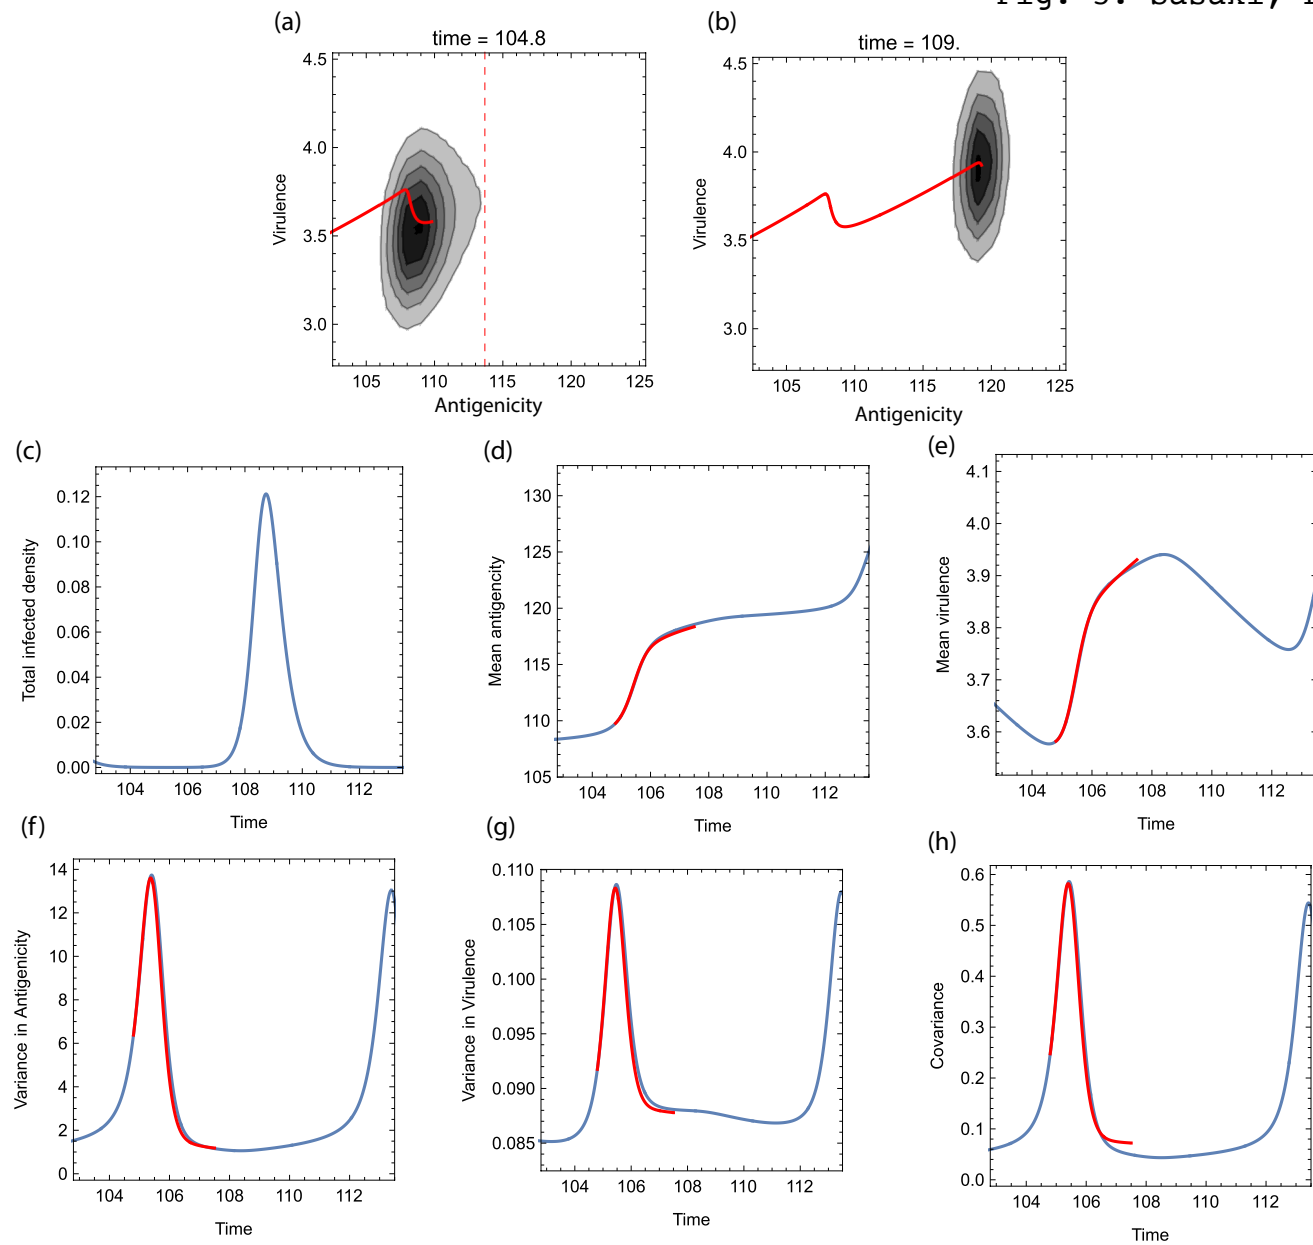 (a)
time = 104.8
4.5
4.0
3.5
3.0
Virulence
105 110 115 120 125
Antigenicity
(b)
time = 109.
4.5
4.0
3.5
3.0
Virulence
105 110 115 120 125
Antigenicity
(c)
0.12
0.10
0.08
0.06
0.04
0.02
0.00
Total infected density
104 106 108 110 112
Time
(d)
130
125
120
115
110
105
Mean antigencity
104 106 108 110 112
Time
(e)
4.1
4.0
3.9
3.8
3.7
3.6
Mean virulence
104 106 108 110 112
Time
(f)
14
12
10
8
6
4
2
0
Variance in Antigenicity
104 106 108 110 112
Time
(g)
0.110
0.105
0.100
0.095
0.090
0.085
Variance in Virulence
104 106 108 110 112
Time
(h)
0.6
0.5
0.4
0.3
0.2
0.1
0.0
Covariance
104 106 108 110 112
Time